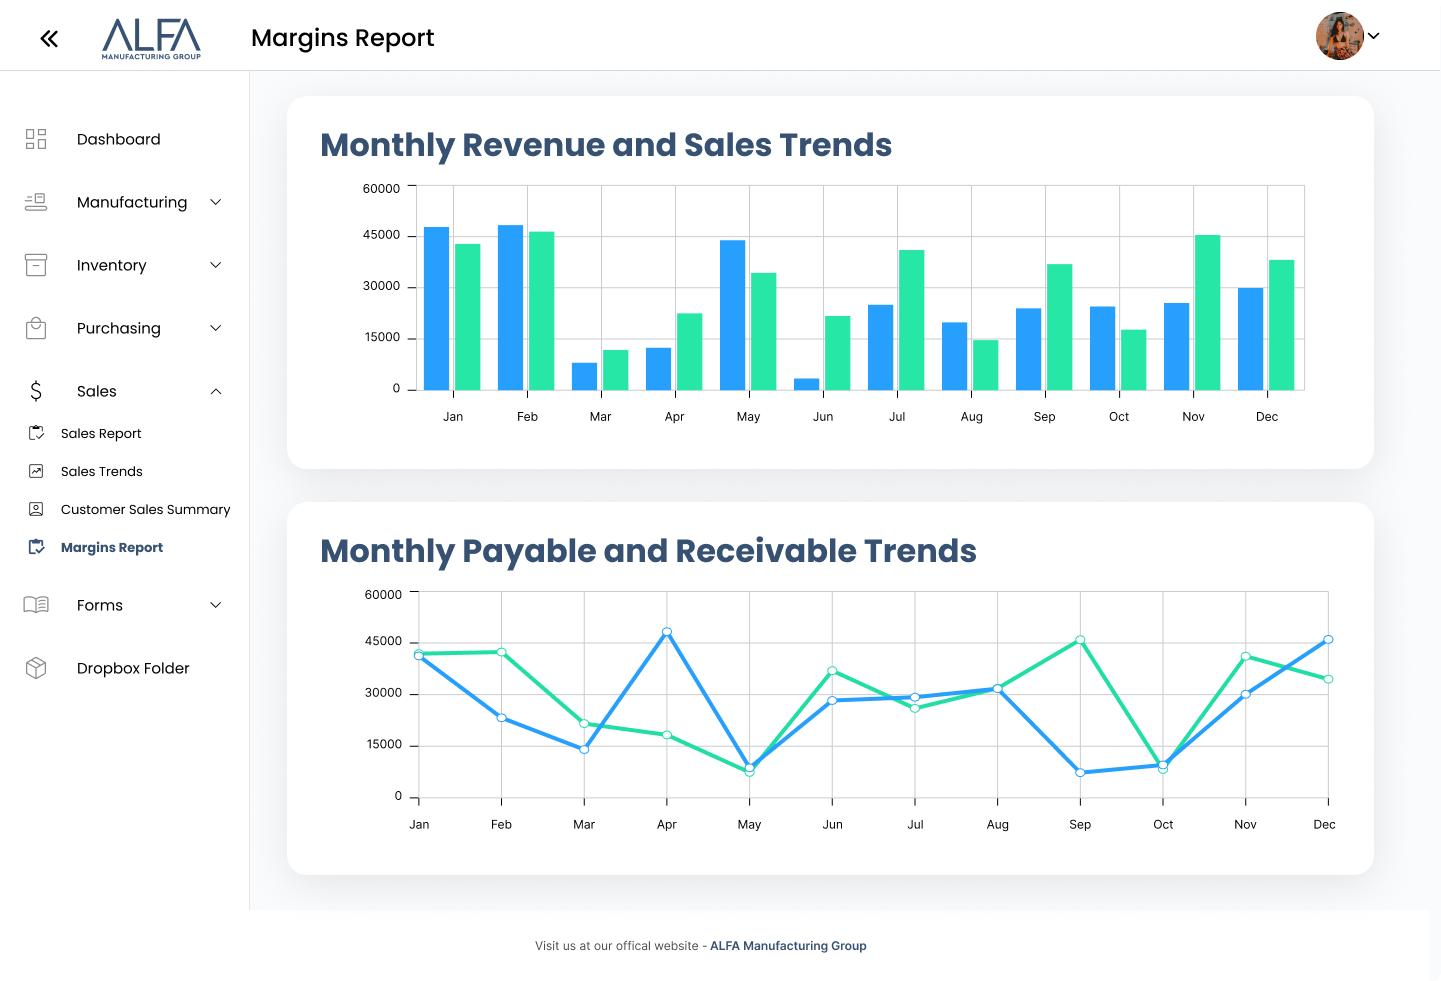 ALFA
MANUFACTURING GROUP
Margins Report
Dashboard
Manufacturing
Inventory
Purchasing
Sales
Sales Report
Sales Trends
Customer Sales Summary
Margins Report
Forms
Dropbox Folder
Monthly Revenue and Sales Trends
60000
45000
30000
15000
0
Jan Feb Mar Apr May Jun Jul Aug Sep Oct Nov Dec
Monthly Payable and Receivable Trends
60000
45000
30000
15000
0
Jan Feb Mar Apr May Jun Jul Aug Sep Oct Nov Dec
Visit us at our offical website - ALFA Manufacturing Group